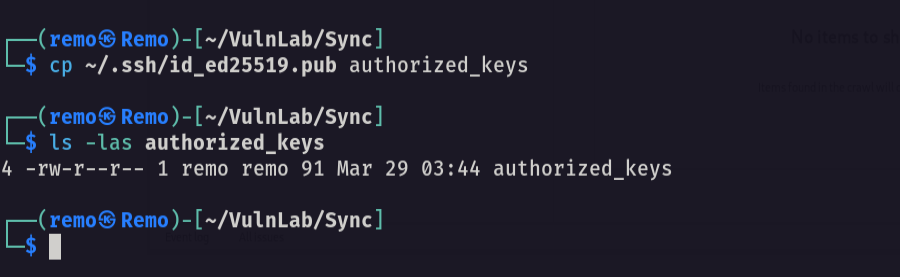 ┌──(remo㉿Remo)-[~/VulnLab/Sync]
└─$ cp ~/.ssh/id_ed25519.pub authorized_keys
┌──(remo㉿Remo)-[~/VulnLab/Sync]
└─$ ls -las authorized_keys
4 -rw-r--r-- 1 remo remo 91 Mar 29 03:44 authorized_keys
┌──(remo㉿Remo)-[~/VulnLab/Sync]
└─$
No items to sh